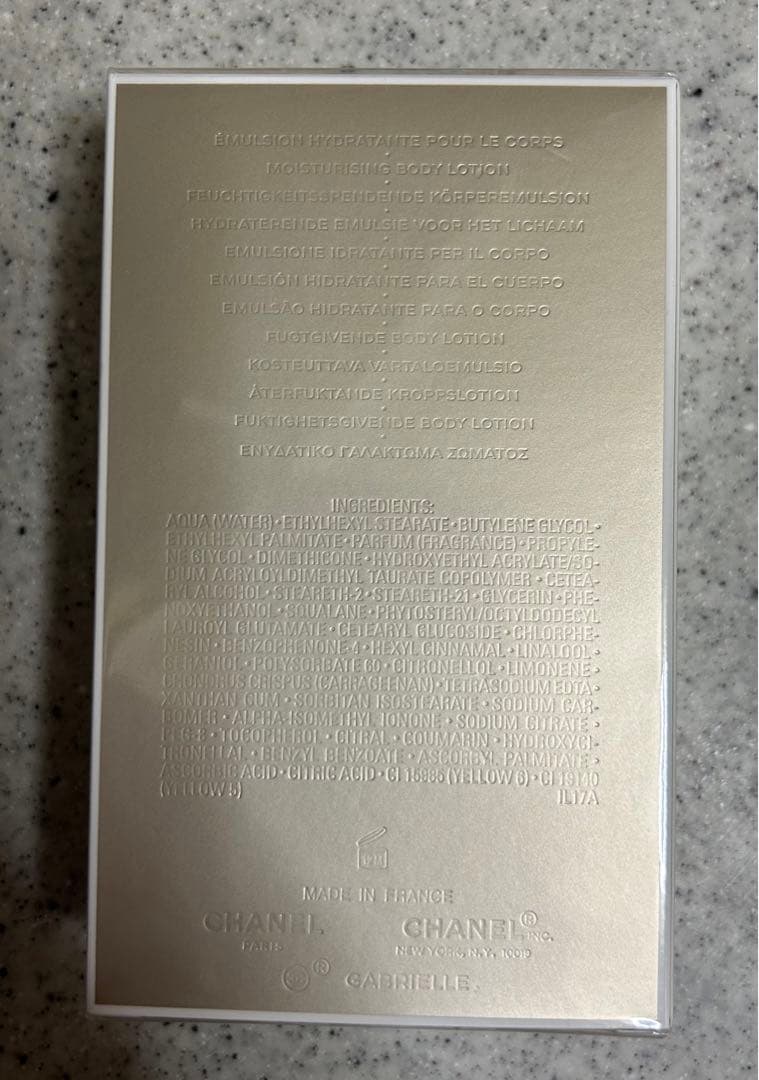 ÉMULSION HYDRATANTE POUR LE CORPS
MOISTURISING BODY LOTION
FEUCHTIGKEITSSPENDENDE KÖRPEREMULSION
HYDRATERENDE EMULSIE VOOR HET LICHAAM
EMULSIONE IDRATANTE PER IL CORPO
EMULSIÓN HIDRATANTE PARA EL CUERPO
EMULSÃO HIDRATANTE PARA O CORPO
FUGTGIVENDE BODY LOTION
KOSTEUTTAVA VARTALOEMULSIO
ÅTERFUKTANDE KROPPSLOTION
FUKTIGHETSGIVENDE BODY LOTION
ΕΝΥΔΑΤΙΚΟ ΓΑΛΑΚΤΩΜΑ ΣΩΜΑΤΟΣ
INGREDIENTS:
AQUA (WATER) • ETHYLHEXYL STEARATE • BUTYLENE GLYCOL •
ETHYLHEXYL PALMITATE • PARFUM (FRAGRANCE) • PROPYLE-
NE GLYCOL • DIMETHICONE • HYDROXYETHYL ACRYLATE/SO-
DIUM ACRYLOYLDIMETHYL TAURATE COPOLYMER • CETEA-
RYL ALCOHOL • STEARETH-2 • STEARETH-21 • GLYCERIN • PHE-
NOXYETHANOL • SQUALANE • PHYTOSTERYL/OCTYLDODECYL
LAUROYL GLUTAMATE • CETEARYL GLUCOSIDE • CHLORPHE-
NESIN • BENZOPHENONE-4 • HEXYL CINNAMAL • LINALOOL •
GERANIOL • POLYSORBATE 60 • CITRONELLOL • LIMONENE •
CHONDRUS CRISPUS (CARRAGEENAN) • TETRASODIUM EDTA •
XANTHAN GUM • SORBITAN ISOSTEARATE • SODIUM CAR-
BOMER • ALPHA-ISOMETHYL IONONE • SODIUM CITRATE •
PEG-8 • TOCOPHEROL • CITRAL • COUMARIN • HYDROXYCI-
TRONELLAL • BENZYL BENZOATE • ASCORBYL PALMITATE •
ASCORBIC ACID • CITRIC ACID • CI 15985 (YELLOW 6) • CI 19140
(YELLOW 5) IL17A
12M
MADE IN FRANCE
CHANEL CHANEL® INC.
PARIS NEW YORK, N.Y. 10019
® GABRIELLE.